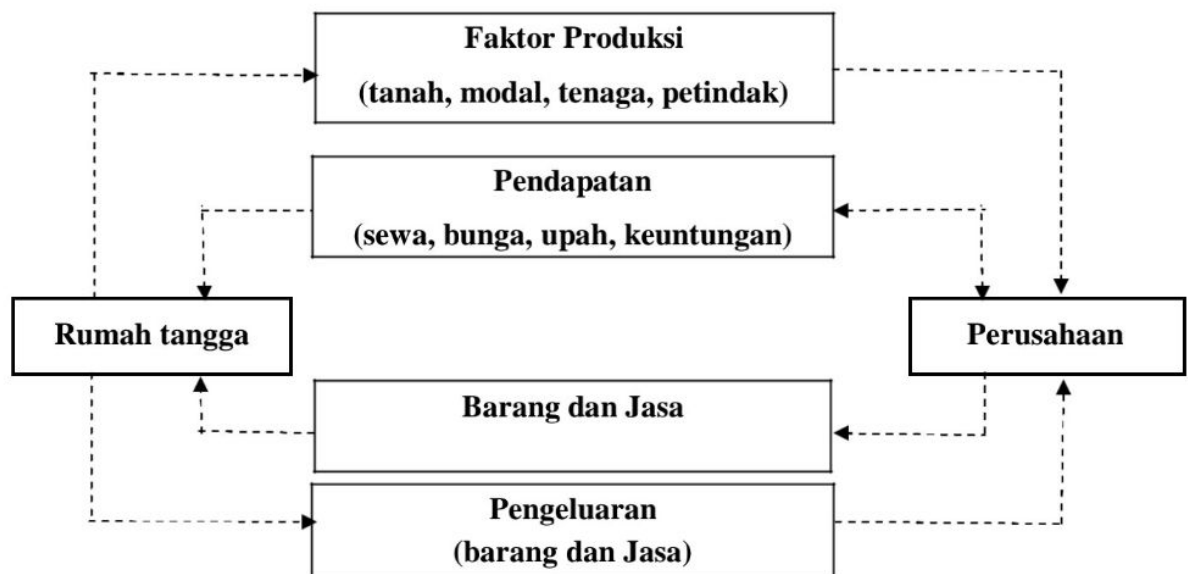 Faktor Produksi
(tanah, modal, tenaga, petindak)
Pendapatan
(sewa, bunga, upah, keuntungan)
Rumah tangga
Perusahaan
Barang dan Jasa
Pengeluaran
(barang dan Jasa)